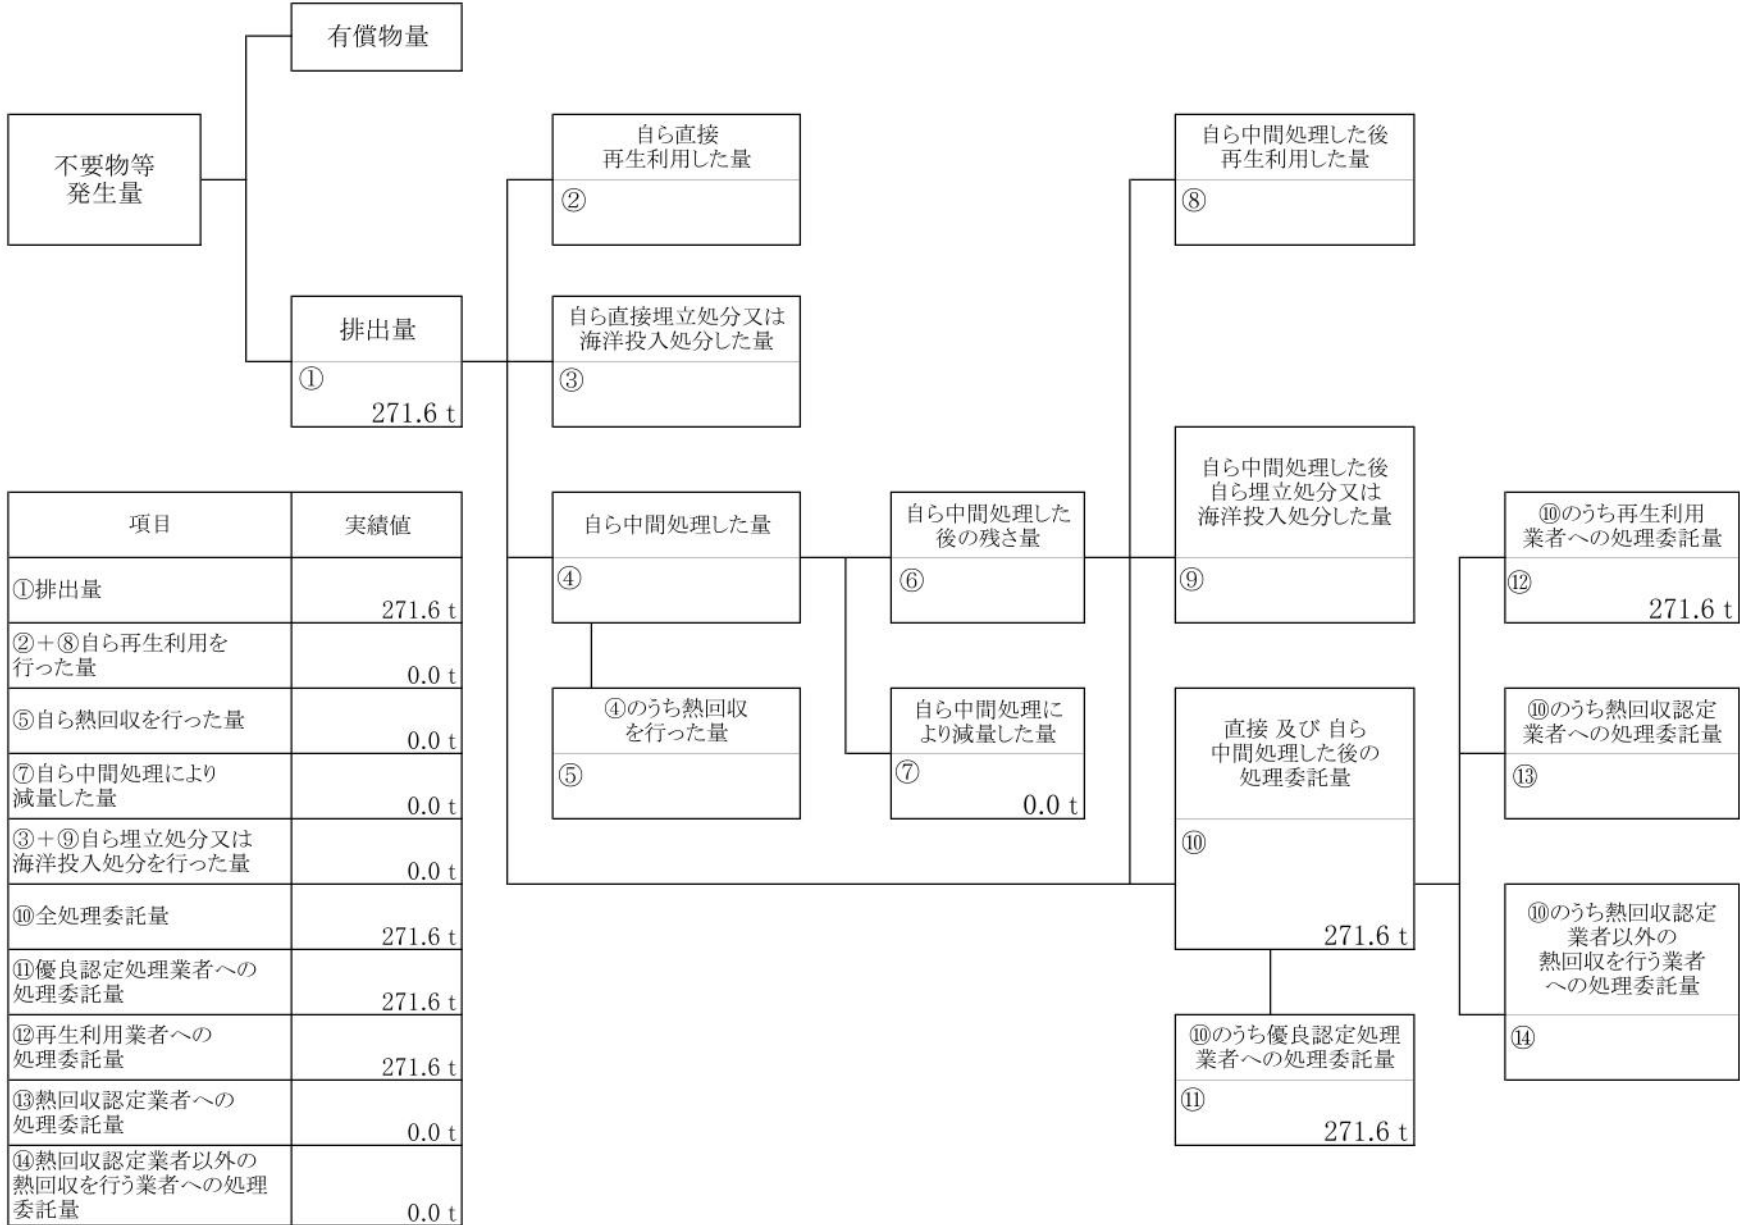 有償物量
不要物等
発生量
自ら直接
再生利用した量
②
自ら中間処理した後
再生利用した量
⑧
排出量
①
271.6 t
自ら直接埋立処分又は
海洋投入処分した量
③
自ら中間処理した量
④
自ら中間処理した
後の残さ量
⑥
自ら中間処理した後
自ら埋立処分又は
海洋投入処分した量
⑨
⑩のうち再生利用
業者への処理委託量
⑫
271.6 t
④のうち熱回収
を行った量
⑤
自ら中間処理に
より減量した量
⑦
0.0 t
直接 及び 自ら
中間処理した後の
処理委託量
⑩
271.6 t
⑩のうち熱回収認定
業者への処理委託量
⑬
⑩のうち熱回収認定
業者以外の
熱回収を行う業者
への処理委託量
⑭
⑩のうち優良認定処理
業者への処理委託量
⑪
271.6 t
項目 実績値
①排出量
271.6 t
②+⑧自ら再生利用を
行った量
0.0 t
⑤自ら熱回収を行った量
0.0 t
⑦自ら中間処理により
減量した量
0.0 t
③+⑨自ら埋立処分又は
海洋投入処分を行った量
0.0 t
⑩全処理委託量
271.6 t
⑪優良認定処理業者への
処理委託量
271.6 t
⑫再生利用業者への
処理委託量
271.6 t
⑬熱回収認定業者への
処理委託量
0.0 t
⑭熱回収認定業者以外の
熱回収を行う業者への処理
委託量
0.0 t